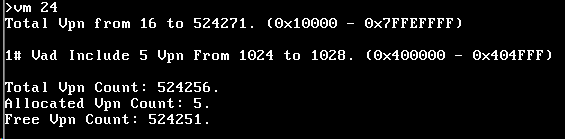 >vm 24
Total Vpn from 16 to 524271. (0x10000 - 0x7FFEFFFF)
1# Vad Include 5 Vpn From 1024 to 1028. (0x400000 - 0x404FFF)
Total Vpn Count: 524256.
Allocated Vpn Count: 5.
Free Vpn Count: 524251.